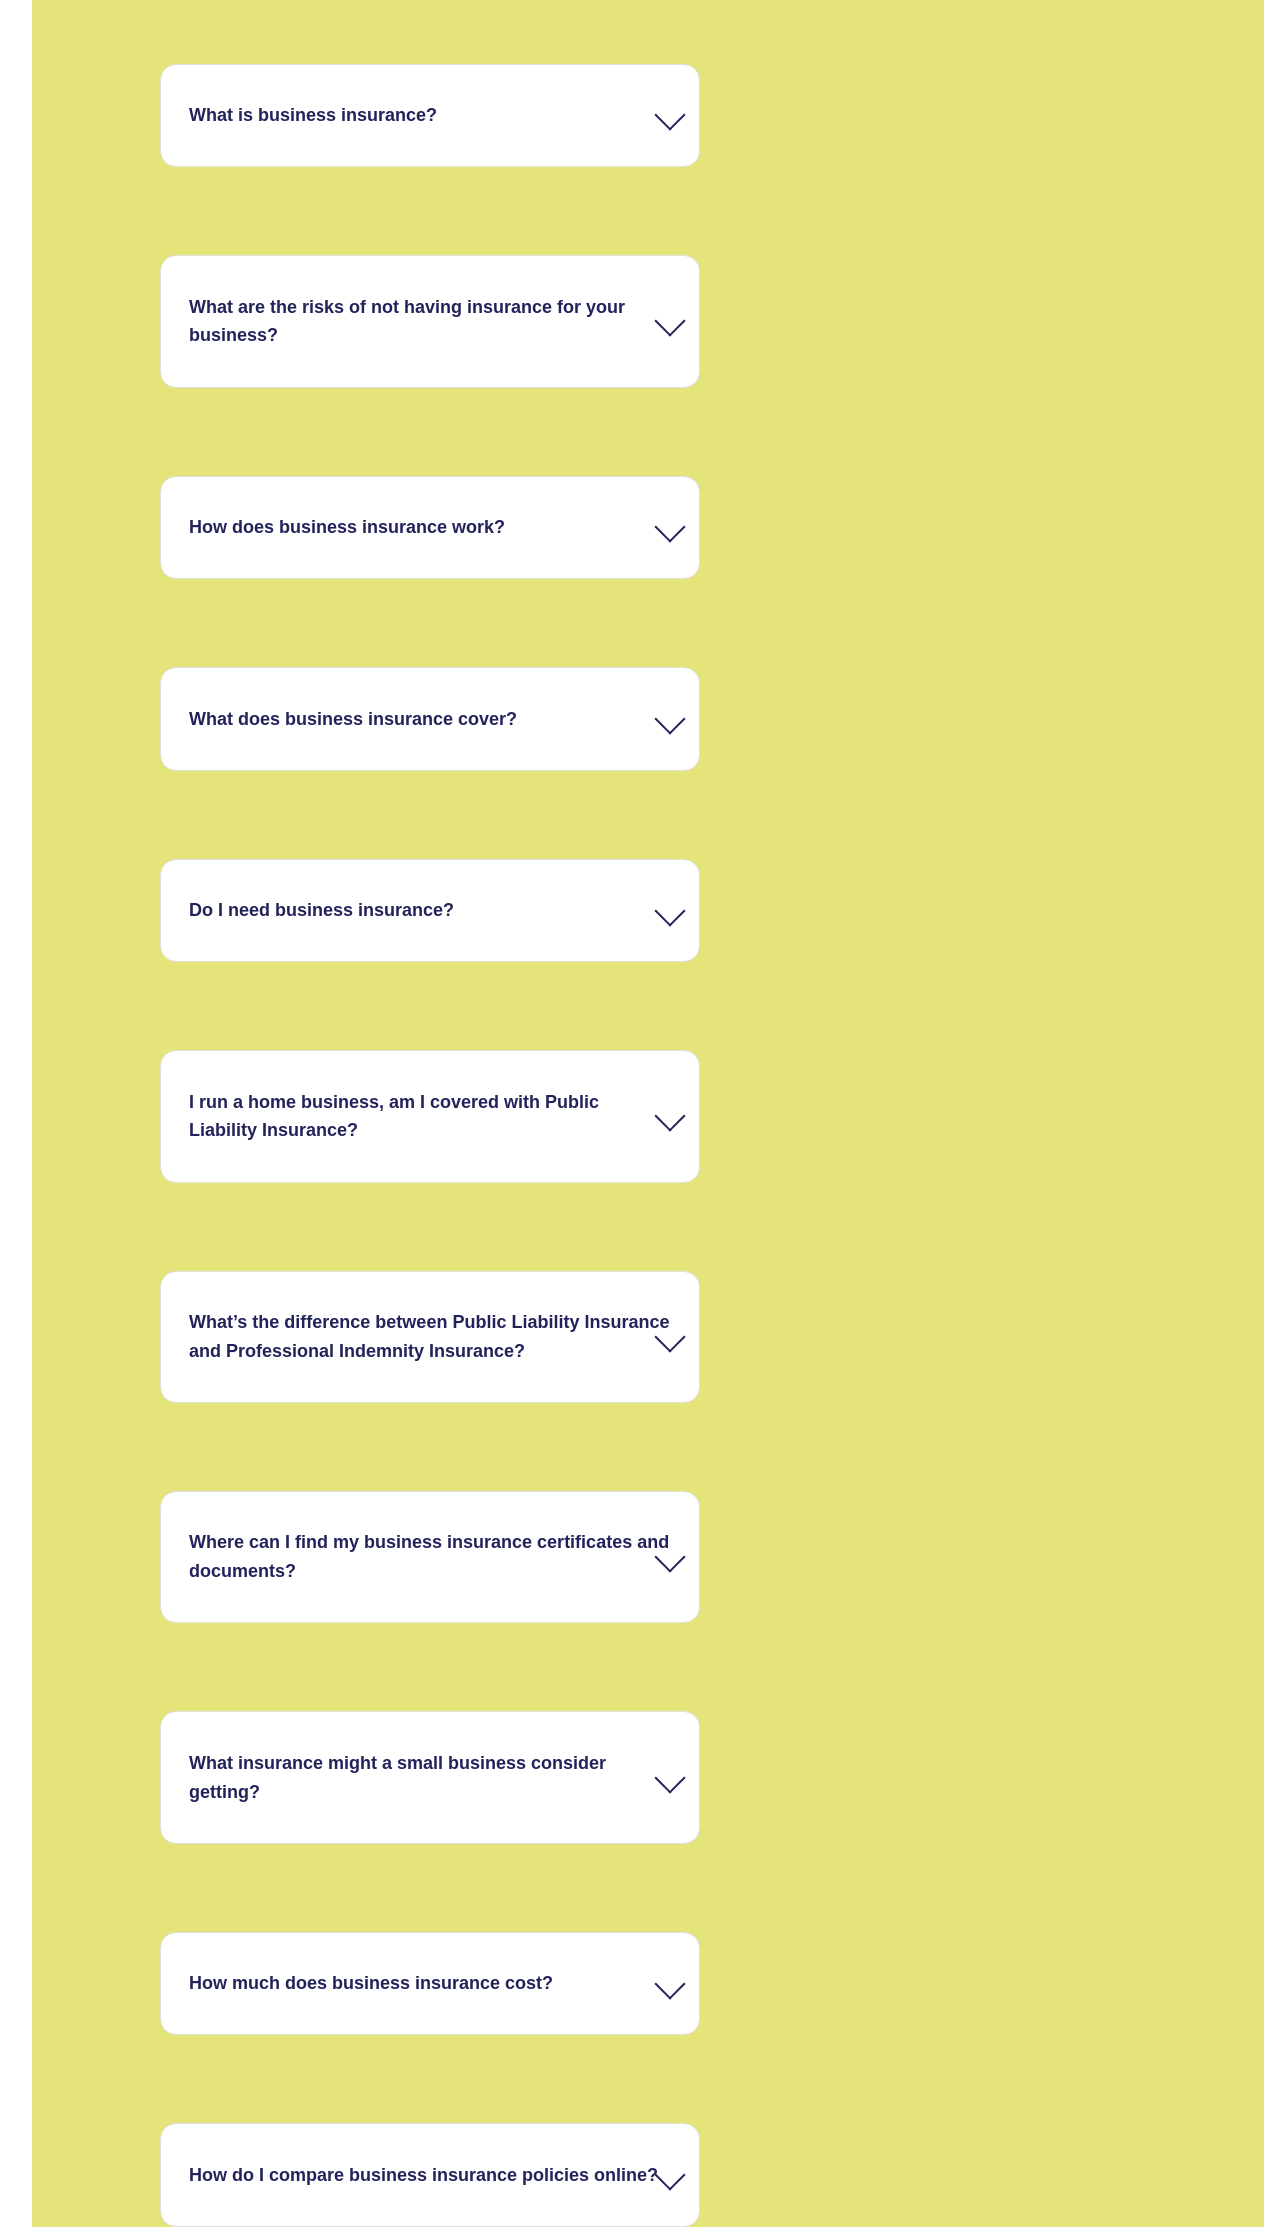 What is business insurance?
What are the risks of not having insurance for your
business?
How does business insurance work?
What does business insurance cover?
Do I need business insurance?
I run a home business, am I covered with Public
Liability Insurance?
What’s the difference between Public Liability Insurance
and Professional Indemnity Insurance?
Where can I find my business insurance certificates and
documents?
What insurance might a small business consider
getting?
How much does business insurance cost?
How do I compare business insurance policies online?